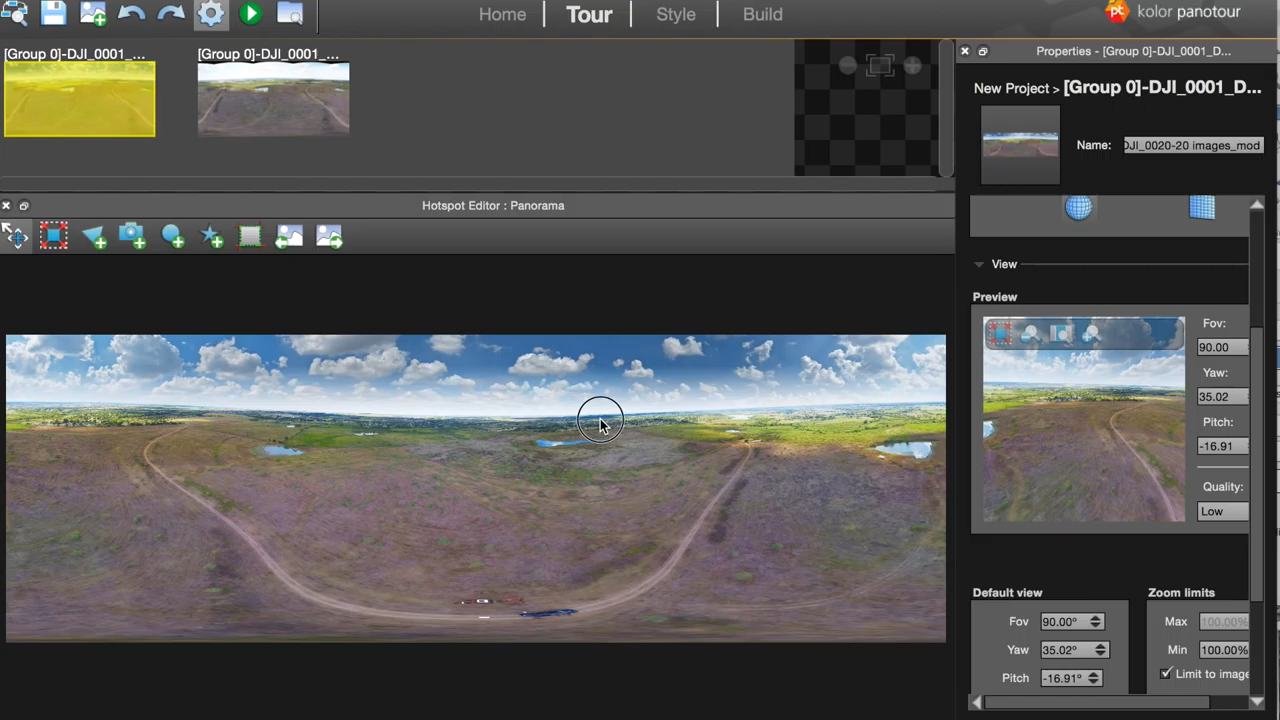 Home
Tour
Style
Build
pt kolor panotour
[Group 0]-DJI_0001_...
[Group 0]-DJI_0001_...
Properties - [Group 0]-DJI_0001_D...
New Project > [Group 0]-DJI_0001_D...
Name:
DJI_0020-20 images_mod
Hotspot Editor : Panorama
View
Preview
Fov:
90.00
Yaw:
35.02
Pitch:
-16.91
Quality:
Low
Default view
Zoom limits
Fov 90.00°
Max 100.00%
Yaw 35.02°
Min 100.00%
Limit to image
Pitch -16.91°